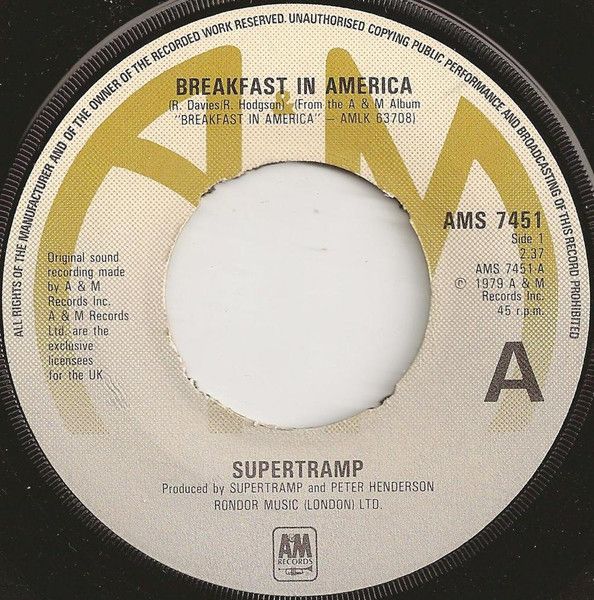 ALL RIGHTS OF THE MANUFACTURER AND OF THE OWNER OF THE RECORDED WORK RESERVED. UNAUTHORISED COPYING PUBLIC PERFORMANCE AND BROADCASTING OF THIS RECORD PROHIBITED
BREAKFAST IN AMERICA
(R. Davies/R. Hodgson) (From the A & M Album
"BREAKFAST IN AMERICA" – AMLK 63708)
AMS 7451
Side 1
2.37
AMS 7451-A
℗ 1979 A & M
Records Inc.
45 r.p.m.
Original sound
recording made
by A & M
Records Inc.
A & M Records
Ltd. are the
exclusive
licensees
for the UK
A
SUPERTRAMP
Produced by SUPERTRAMP and PETER HENDERSON
RONDOR MUSIC (LONDON) LTD.
A&M
RECORDS